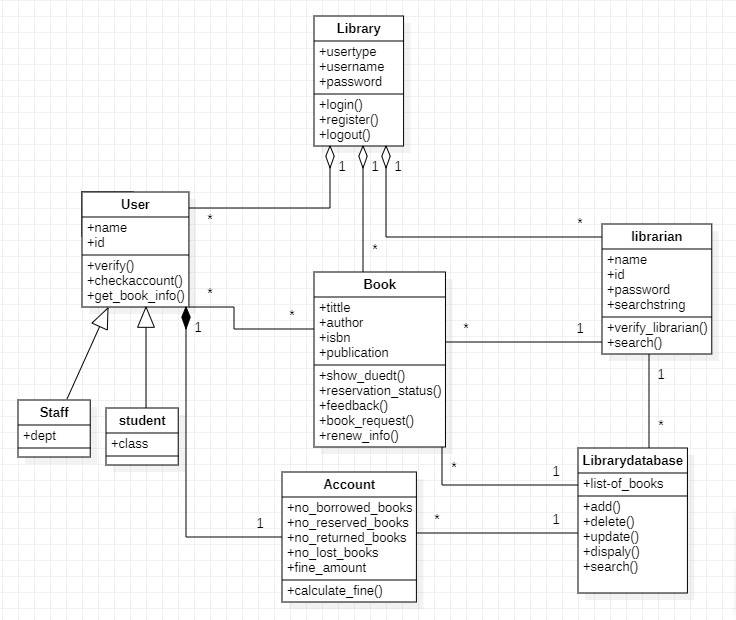 Library
+usertype
+username
+password
+login()
+register()
+logout()
1
1
1
*
*
*
User
+name
+id
+verify()
+checkaccount()
+get_book_info()
*
*
1
librarian
+name
+id
+password
+searchstring
+verify_librarian()
+search()
Book
+tittle
+author
+isbn
+publication
+show_duedt()
+reservation_status()
+feedback()
+book_request()
+renew_info()
*
1
1
*
Staff
+dept
student
+class
Librarydatabase
+list-of_books
+add()
+delete()
+update()
+dispaly()
+search()
*
1
Account
+no_borrowed_books
+no_reserved_books
+no_returned_books
+no_lost_books
+fine_amount
+calculate_fine()
1
*
1